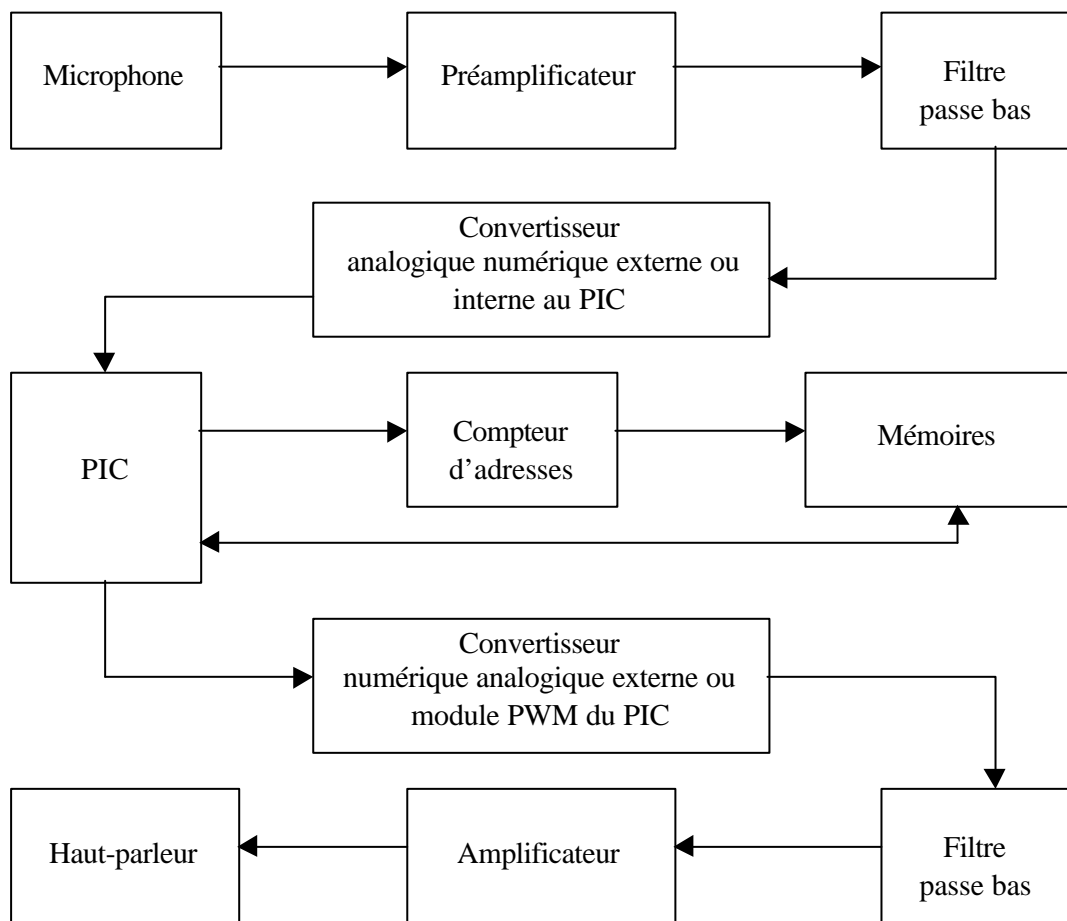 Microphone
Préamplificateur
Filtre
passe bas
Convertisseur
analogique numérique externe ou
interne au PIC
PIC
Compteur
d’adresses
Mémoires
Convertisseur
numérique analogique externe ou
module PWM du PIC
Haut-parleur
Amplificateur
Filtre
passe bas